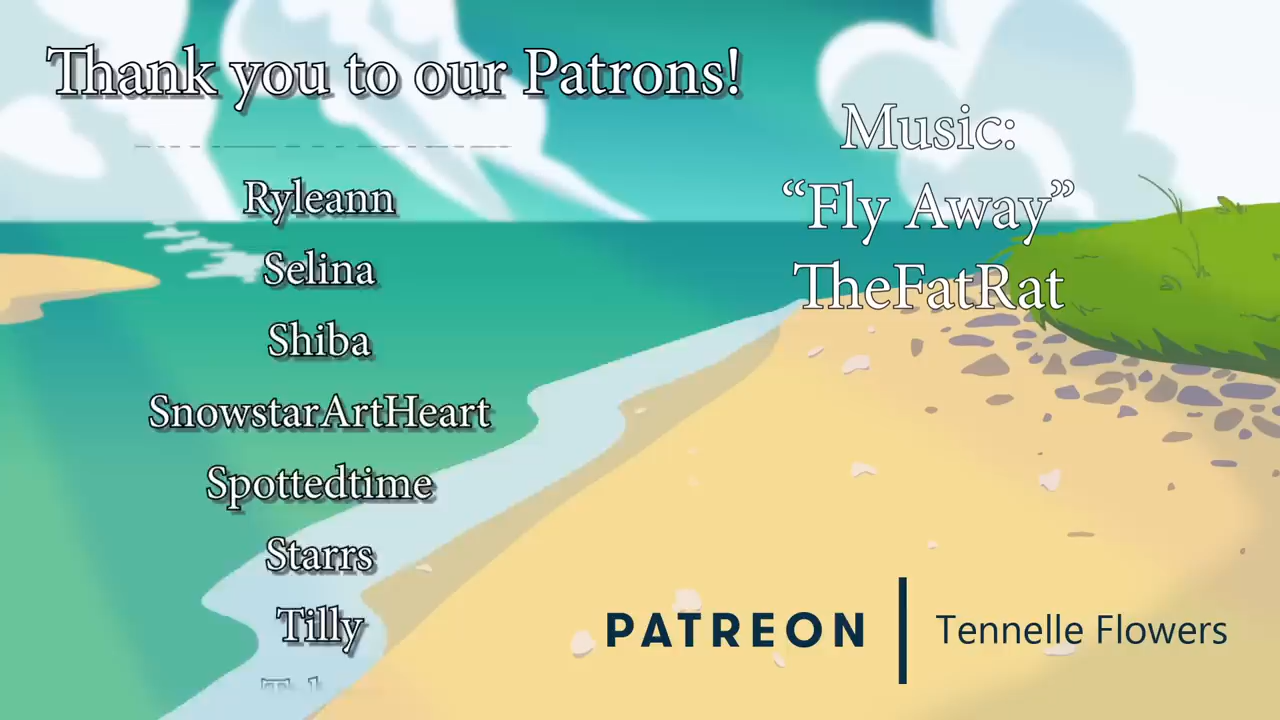 Thank you to our Patrons!
Ryleann
Selina
Shiba
SnowstarArtHeart
Spottedtime
Starrs
Tilly
Music:
“Fly Away”
TheFatRat
PATREON | Tennelle Flowers